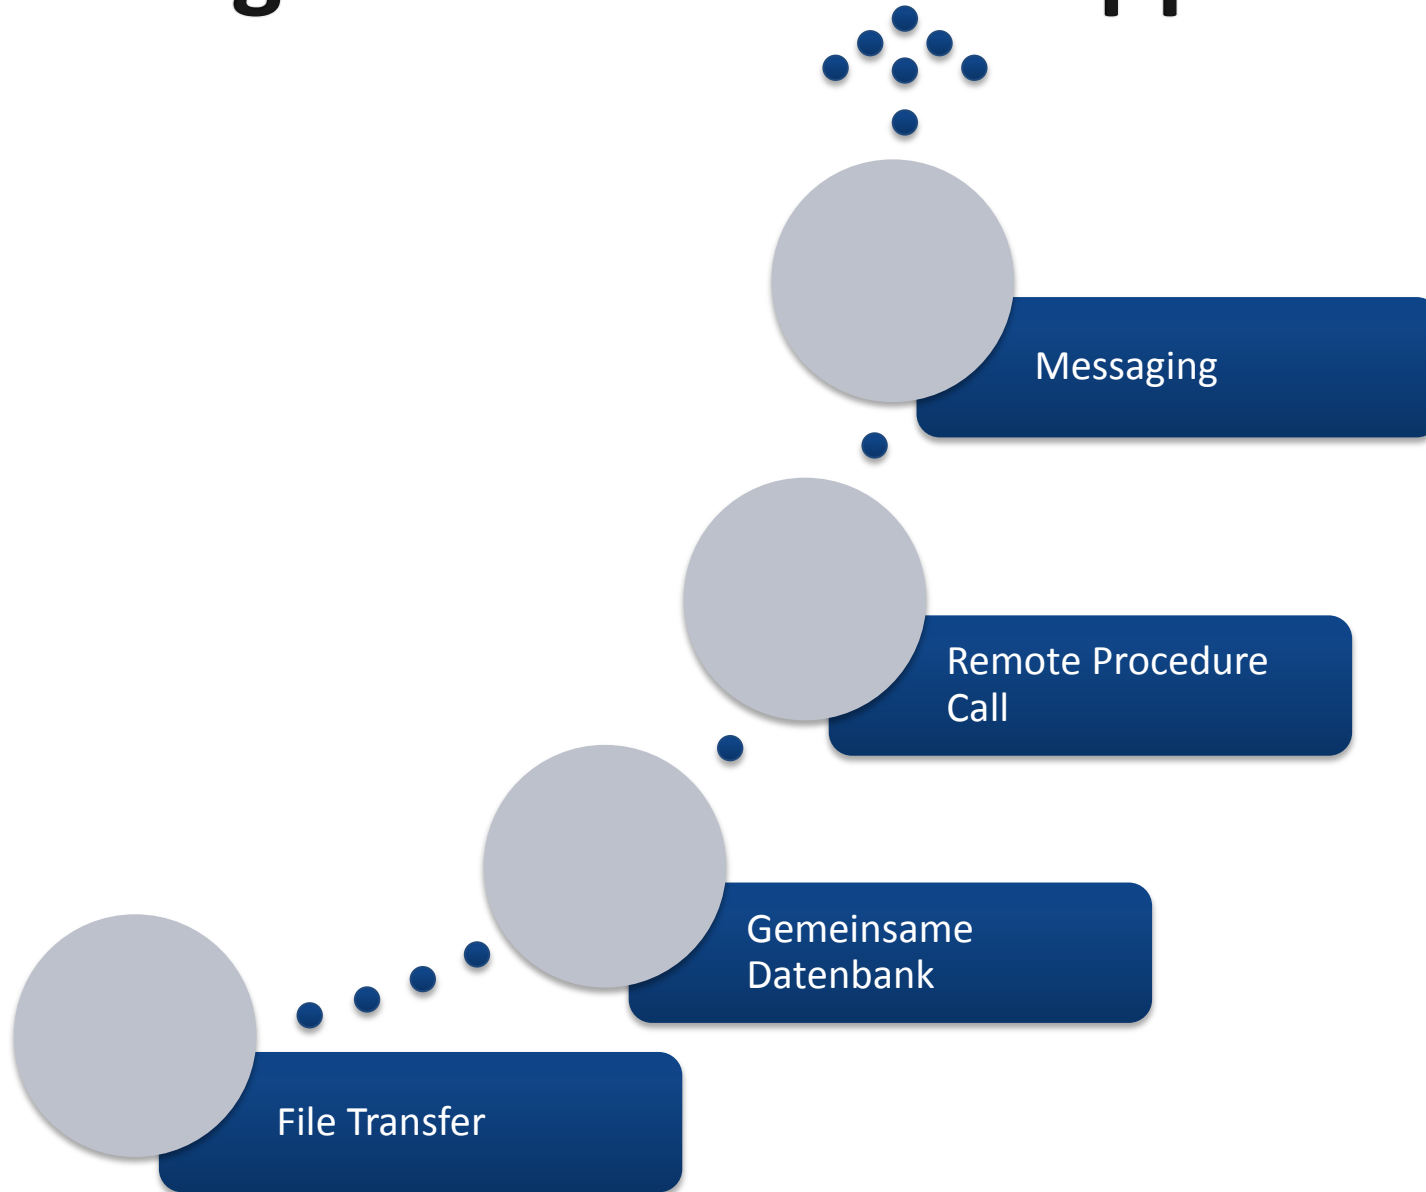 Messaging
Remote Procedure
Call
Gemeinsame
Datenbank
File Transfer